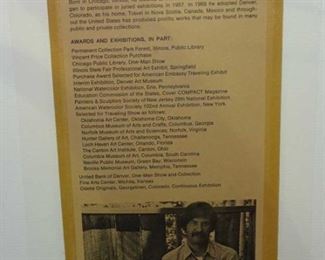 Born in Chicago, Illinois, he
gan to participate in juried exhibitions in 1957. In 1969 he adopted Denver,
Colorado, as his home. Travel in Nova Scotia, Canada, Mexico and through-
out the United States has produced prolific works that may be found in many
public and private collections.
AWARDS AND EXHIBITIONS, IN PART:
Permanent Collection Park Forest, Illinois, Public Library
Vincent Price Collection Purchase
Chicago Public Library, One-Man Show
Illinois State Fair Professional Art Exhibit, Springfield
Purchase Award Selected for American Embassy Traveling Exhibit
Interim Exhibition, Denver Art Museum
National Watercolor Exhibition, Erie, Pennsylvania
Education Commission of the States, Cover COMPACT Magazine
Painters & Sculptors Society of New Jersey 29th National Exhibition
American Watercolor Society 102nd Annual Exhibition, New York
Selected for Traveling Show as follows:
Oklahoma Art Center, Oklahoma City, Oklahoma
Columbus Museum of Arts and Crafts, Columbus, Georgia
Norfolk Museum of Arts and Sciences, Norfolk, Virginia
Hunter Gallery of Art, Chattanooga, Tennessee
Loch Haven Art Center, Orlando, Florida
The Canton Art Institute, Canton, Ohio
Columbia Museum of Art, Columbia, South Carolina
Neville Public Museum, Green Bay, Wisconsin
Brooks Memorial Art Gallery, Memphis, Tennessee
United Bank of Denver, One-Man Show and Collection
Fine Arts Center, Wichita, Kansas
Originals, Georgetown, Colorado, Continuous Exhibition